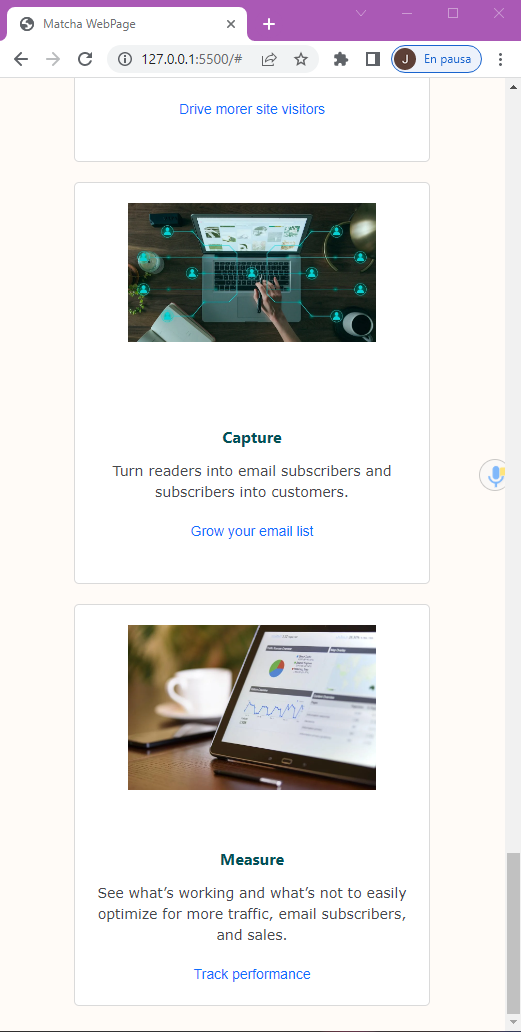 Matcha WebPage
127.0.0.1:5500/#
J
En pausa
Drive morer site visitors
Capture
Turn readers into email subscribers and
subscribers into customers.
Grow your email list
Measure
See what’s working and what’s not to easily
optimize for more traffic, email subscribers,
and sales.
Track performance